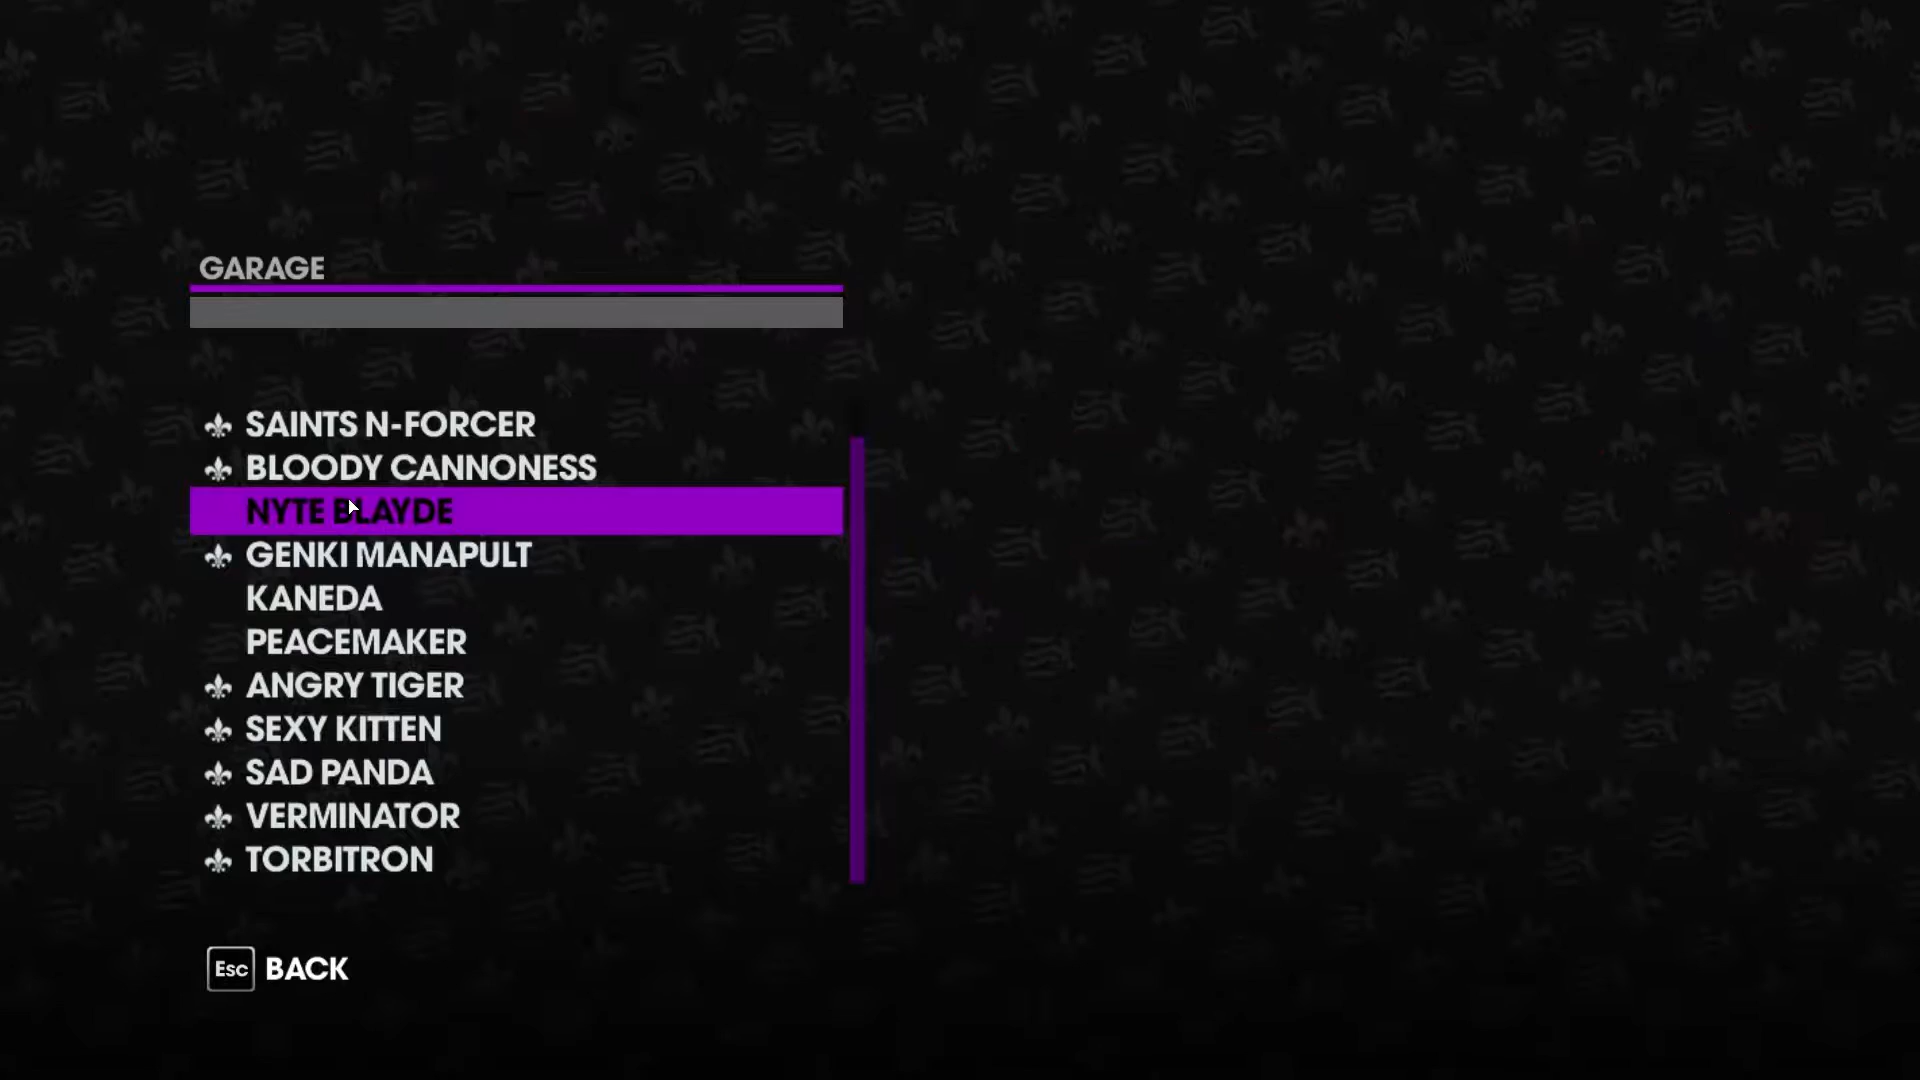 GARAGE
SAINTS N-FORCER
BLOODY CANNONESS
NYTE BLAYDE
GENKI MANAPULT
KANEDA
PEACEMAKER
ANGRY TIGER
SEXY KITTEN
SAD PANDA
VERMINATOR
TORBITRON
Esc BACK